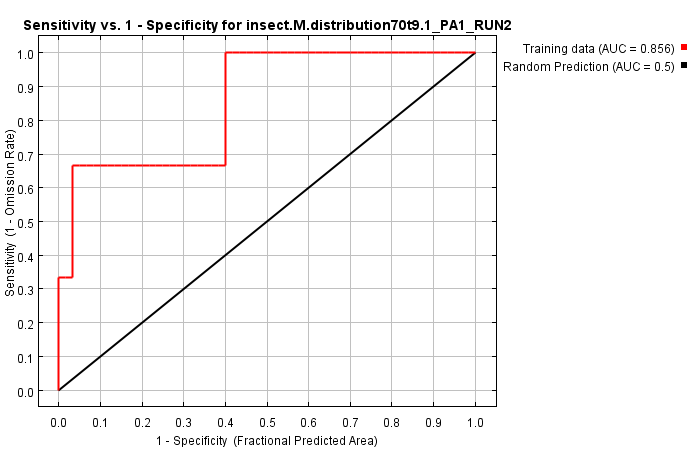 Sensitivity vs. 1 - Specificity for insect.M.distribution70t9.1_PA1_RUN2
Training data (AUC = 0.856)
Random Prediction (AUC = 0.5)
Sensitivity (1 - Omission Rate)
1.0
0.9
0.8
0.7
0.6
0.5
0.4
0.3
0.2
0.1
0.0
0.0 0.1 0.2 0.3 0.4 0.5 0.6 0.7 0.8 0.9 1.0
1 - Specificity (Fractional Predicted Area)